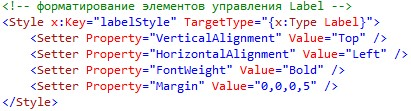 <!-- форматирование элементов управления Label -->
<Style x:Key="labelStyle" TargetType="{x:Type Label}">
<Setter Property="VerticalAlignment" Value="Top" />
<Setter Property="HorizontalAlignment" Value="Left" />
<Setter Property="FontWeight" Value="Bold" />
<Setter Property="Margin" Value="0,0,0,5" />
</Style>